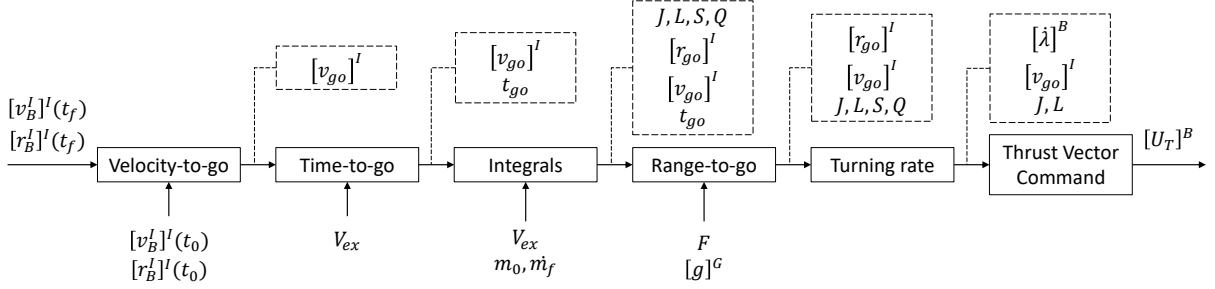 J, L, S, Q
[r_go]^I
[v_go]^I
t_go
[v_go]^I
[v_go]^I
t_go
[r_go]^I
[v_go]^I
J, L, S, Q
[λ̇]^B
[v_go]^I
J, L
[v_B^I]^I(t_f)
[r_B^I]^I(t_f)
Velocity-to-go
Time-to-go
Integrals
Range-to-go
Turning rate
Thrust Vector
Command
[U_T]^B
[v_B^I]^I(t_0)
[r_B^I]^I(t_0)
V_ex
V_ex
m_0, ṁ_f
F
[g]^G